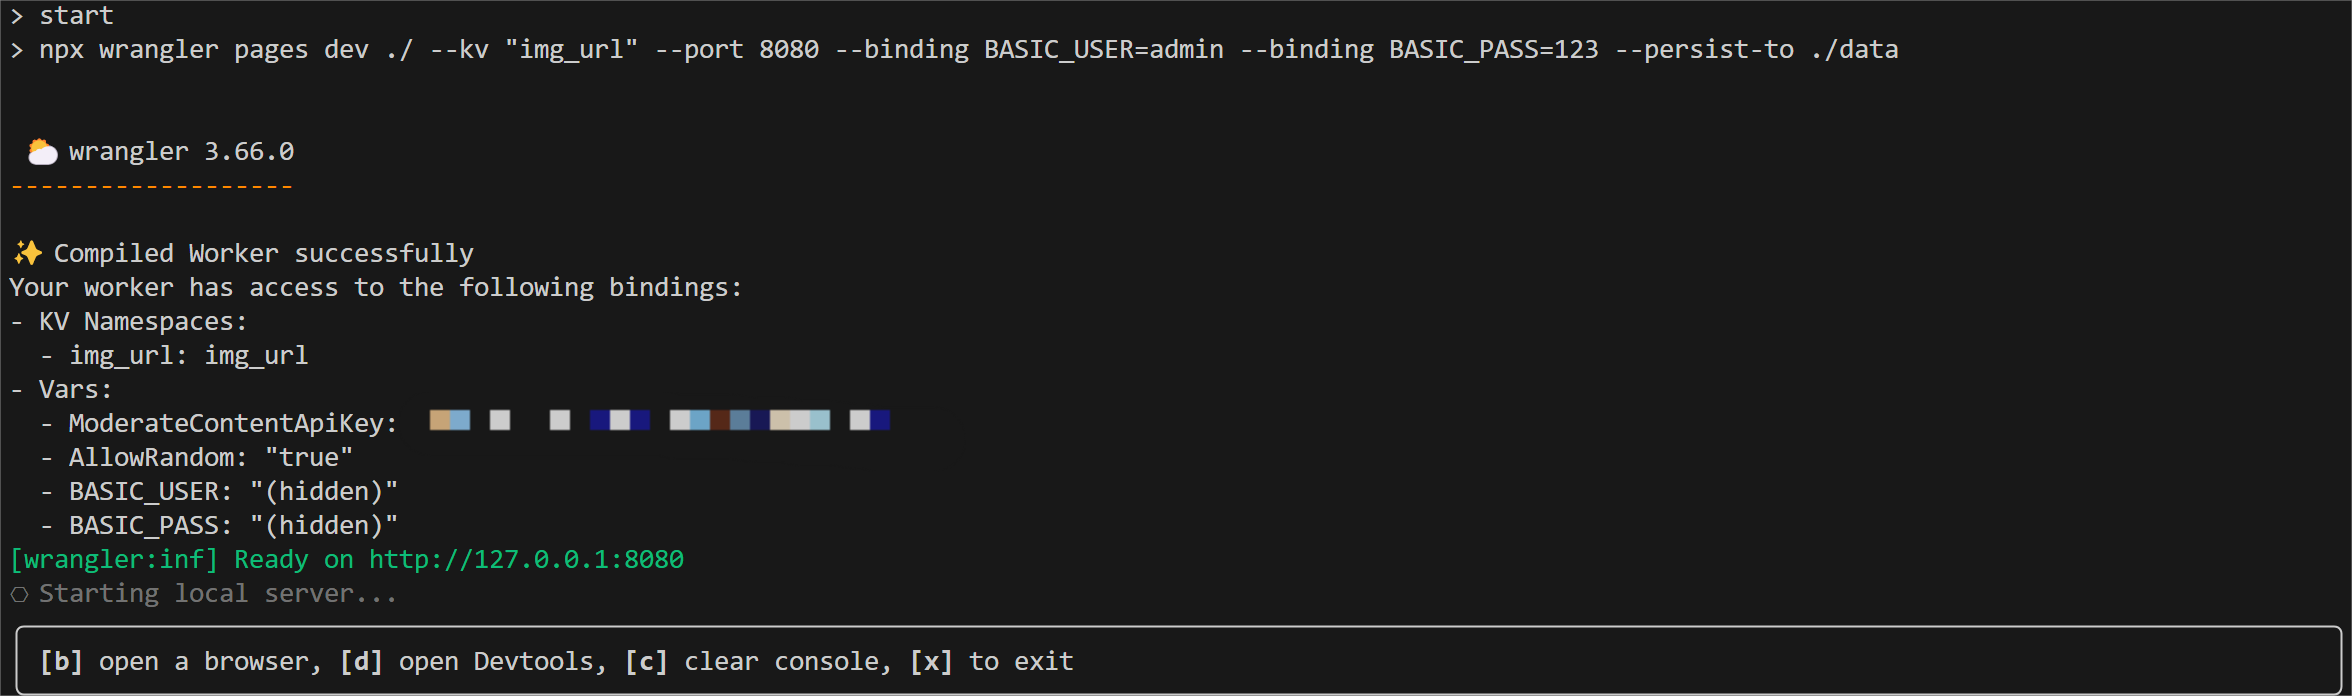 > start
> npx wrangler pages dev ./ --kv "img_url" --port 8080 --binding BASIC_USER=admin --binding BASIC_PASS=123 --persist-to ./data
wrangler 3.66.0
-------------------
Compiled Worker successfully
Your worker has access to the following bindings:
- KV Namespaces:
  - img_url: img_url
- Vars:
  - ModerateContentApiKey:
  - AllowRandom: "true"
  - BASIC_USER: "(hidden)"
  - BASIC_PASS: "(hidden)"
[wrangler:inf] Ready on http://127.0.0.1:8080
⎔ Starting local server...
[b] open a browser, [d] open Devtools, [c] clear console, [x] to exit